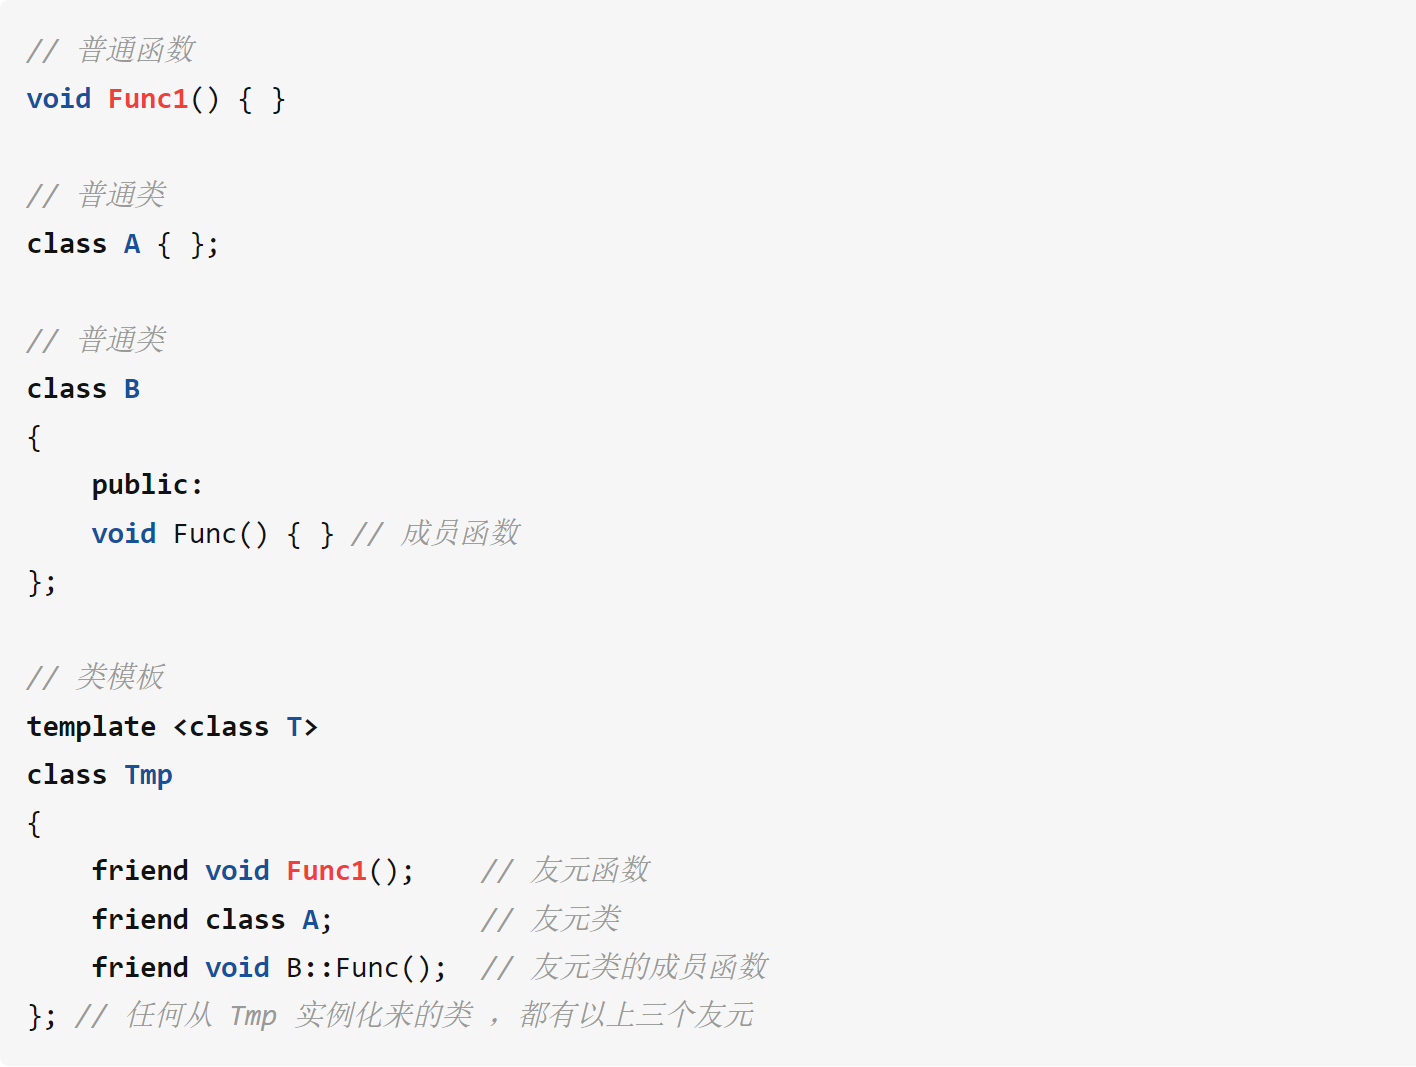 // 普通函数
void Func1() { }
// 普通类
class A { };
// 普通类
class B
{
    public:
    void Func() { } // 成员函数
};
// 类模板
template <class T>
class Tmp
{
    friend void Func1();    // 友元函数
    friend class A;         // 友元类
    friend void B::Func();  // 友元类的成员函数
}; // 任何从 Tmp 实例化来的类 ，都有以上三个友元